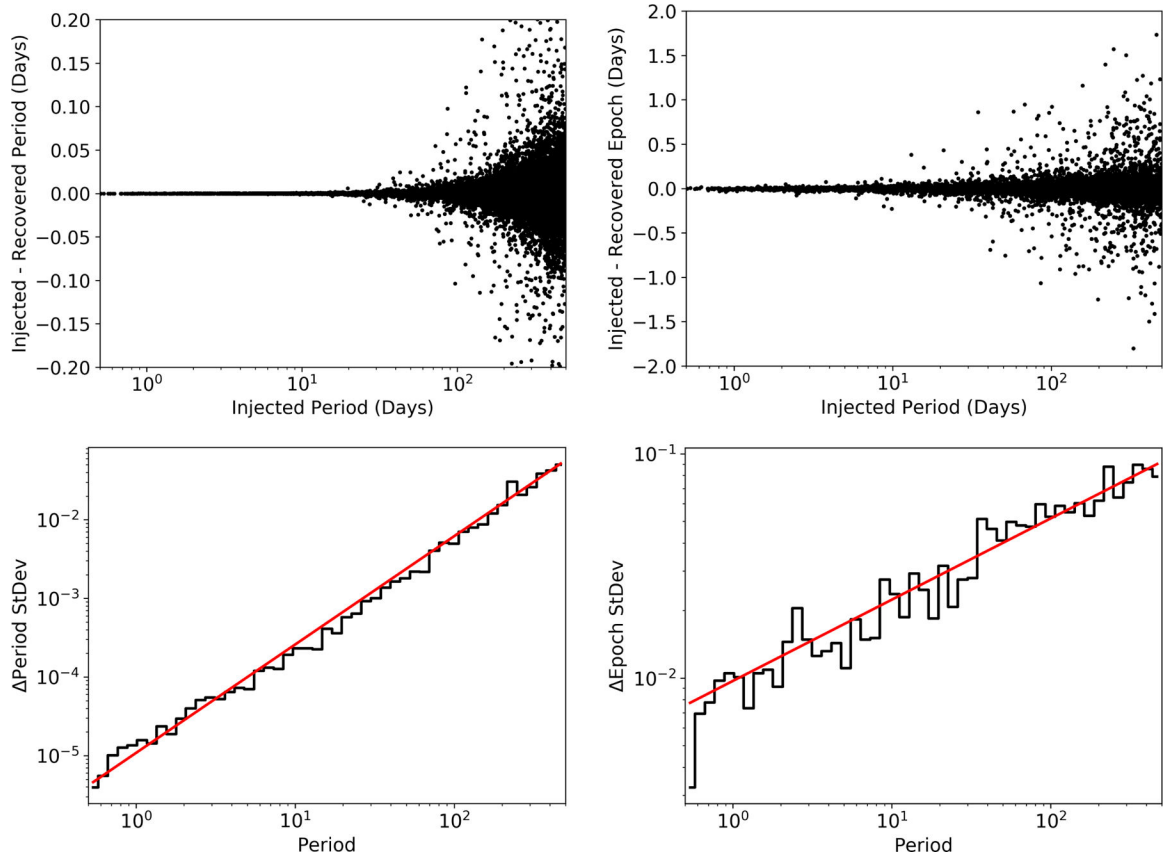 0.20
0.15
0.10
0.05
0.00
−0.05
−0.10
−0.15
−0.20
Injected - Recovered Period (Days)
10⁰ 10¹ 10²
Injected Period (Days)
2.0
1.5
1.0
0.5
0.0
−0.5
−1.0
−1.5
−2.0
Injected - Recovered Epoch (Days)
10⁰ 10¹ 10²
Injected Period (Days)
10⁻²
10⁻³
10⁻⁴
10⁻⁵
ΔPeriod StDev
10⁰ 10¹ 10²
Period
10⁻¹
10⁻²
ΔEpoch StDev
10⁰ 10¹ 10²
Period